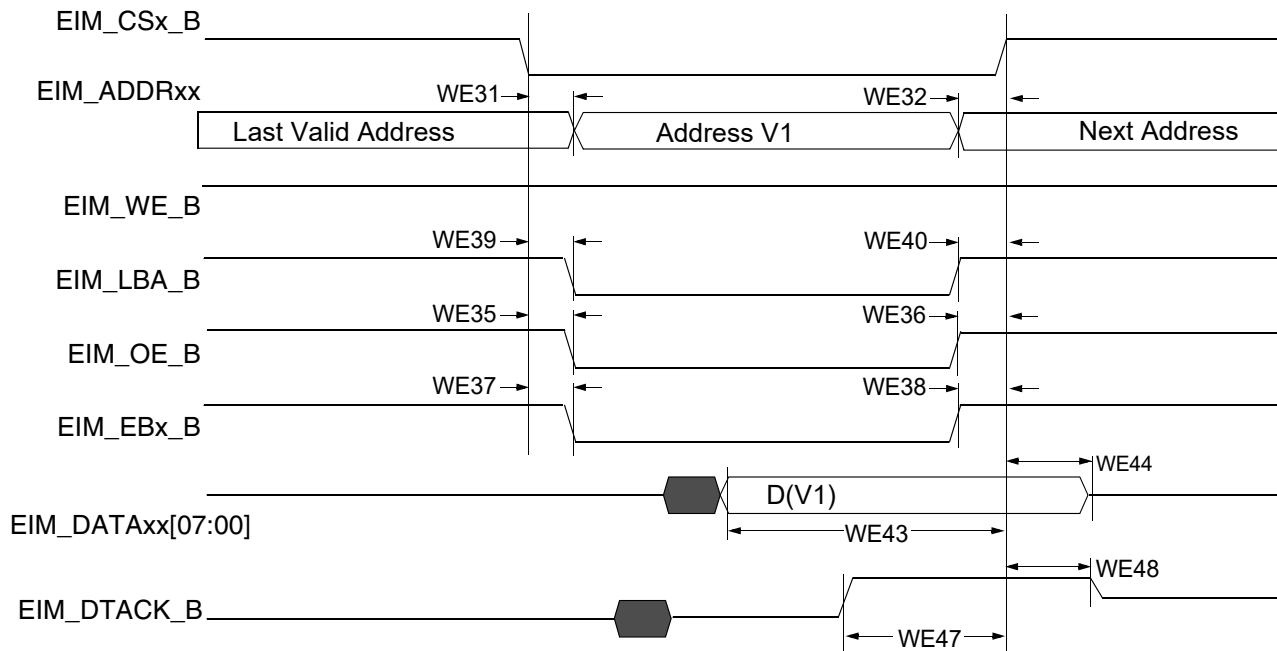 EIM_CSx_B
EIM_ADDRxx
WE31
WE32
Last Valid Address
Address V1
Next Address
EIM_WE_B
WE39
WE40
EIM_LBA_B
WE35
WE36
EIM_OE_B
WE37
WE38
EIM_EBx_B
WE44
D(V1)
EIM_DATAxx[07:00]
WE43
WE48
EIM_DTACK_B
WE47